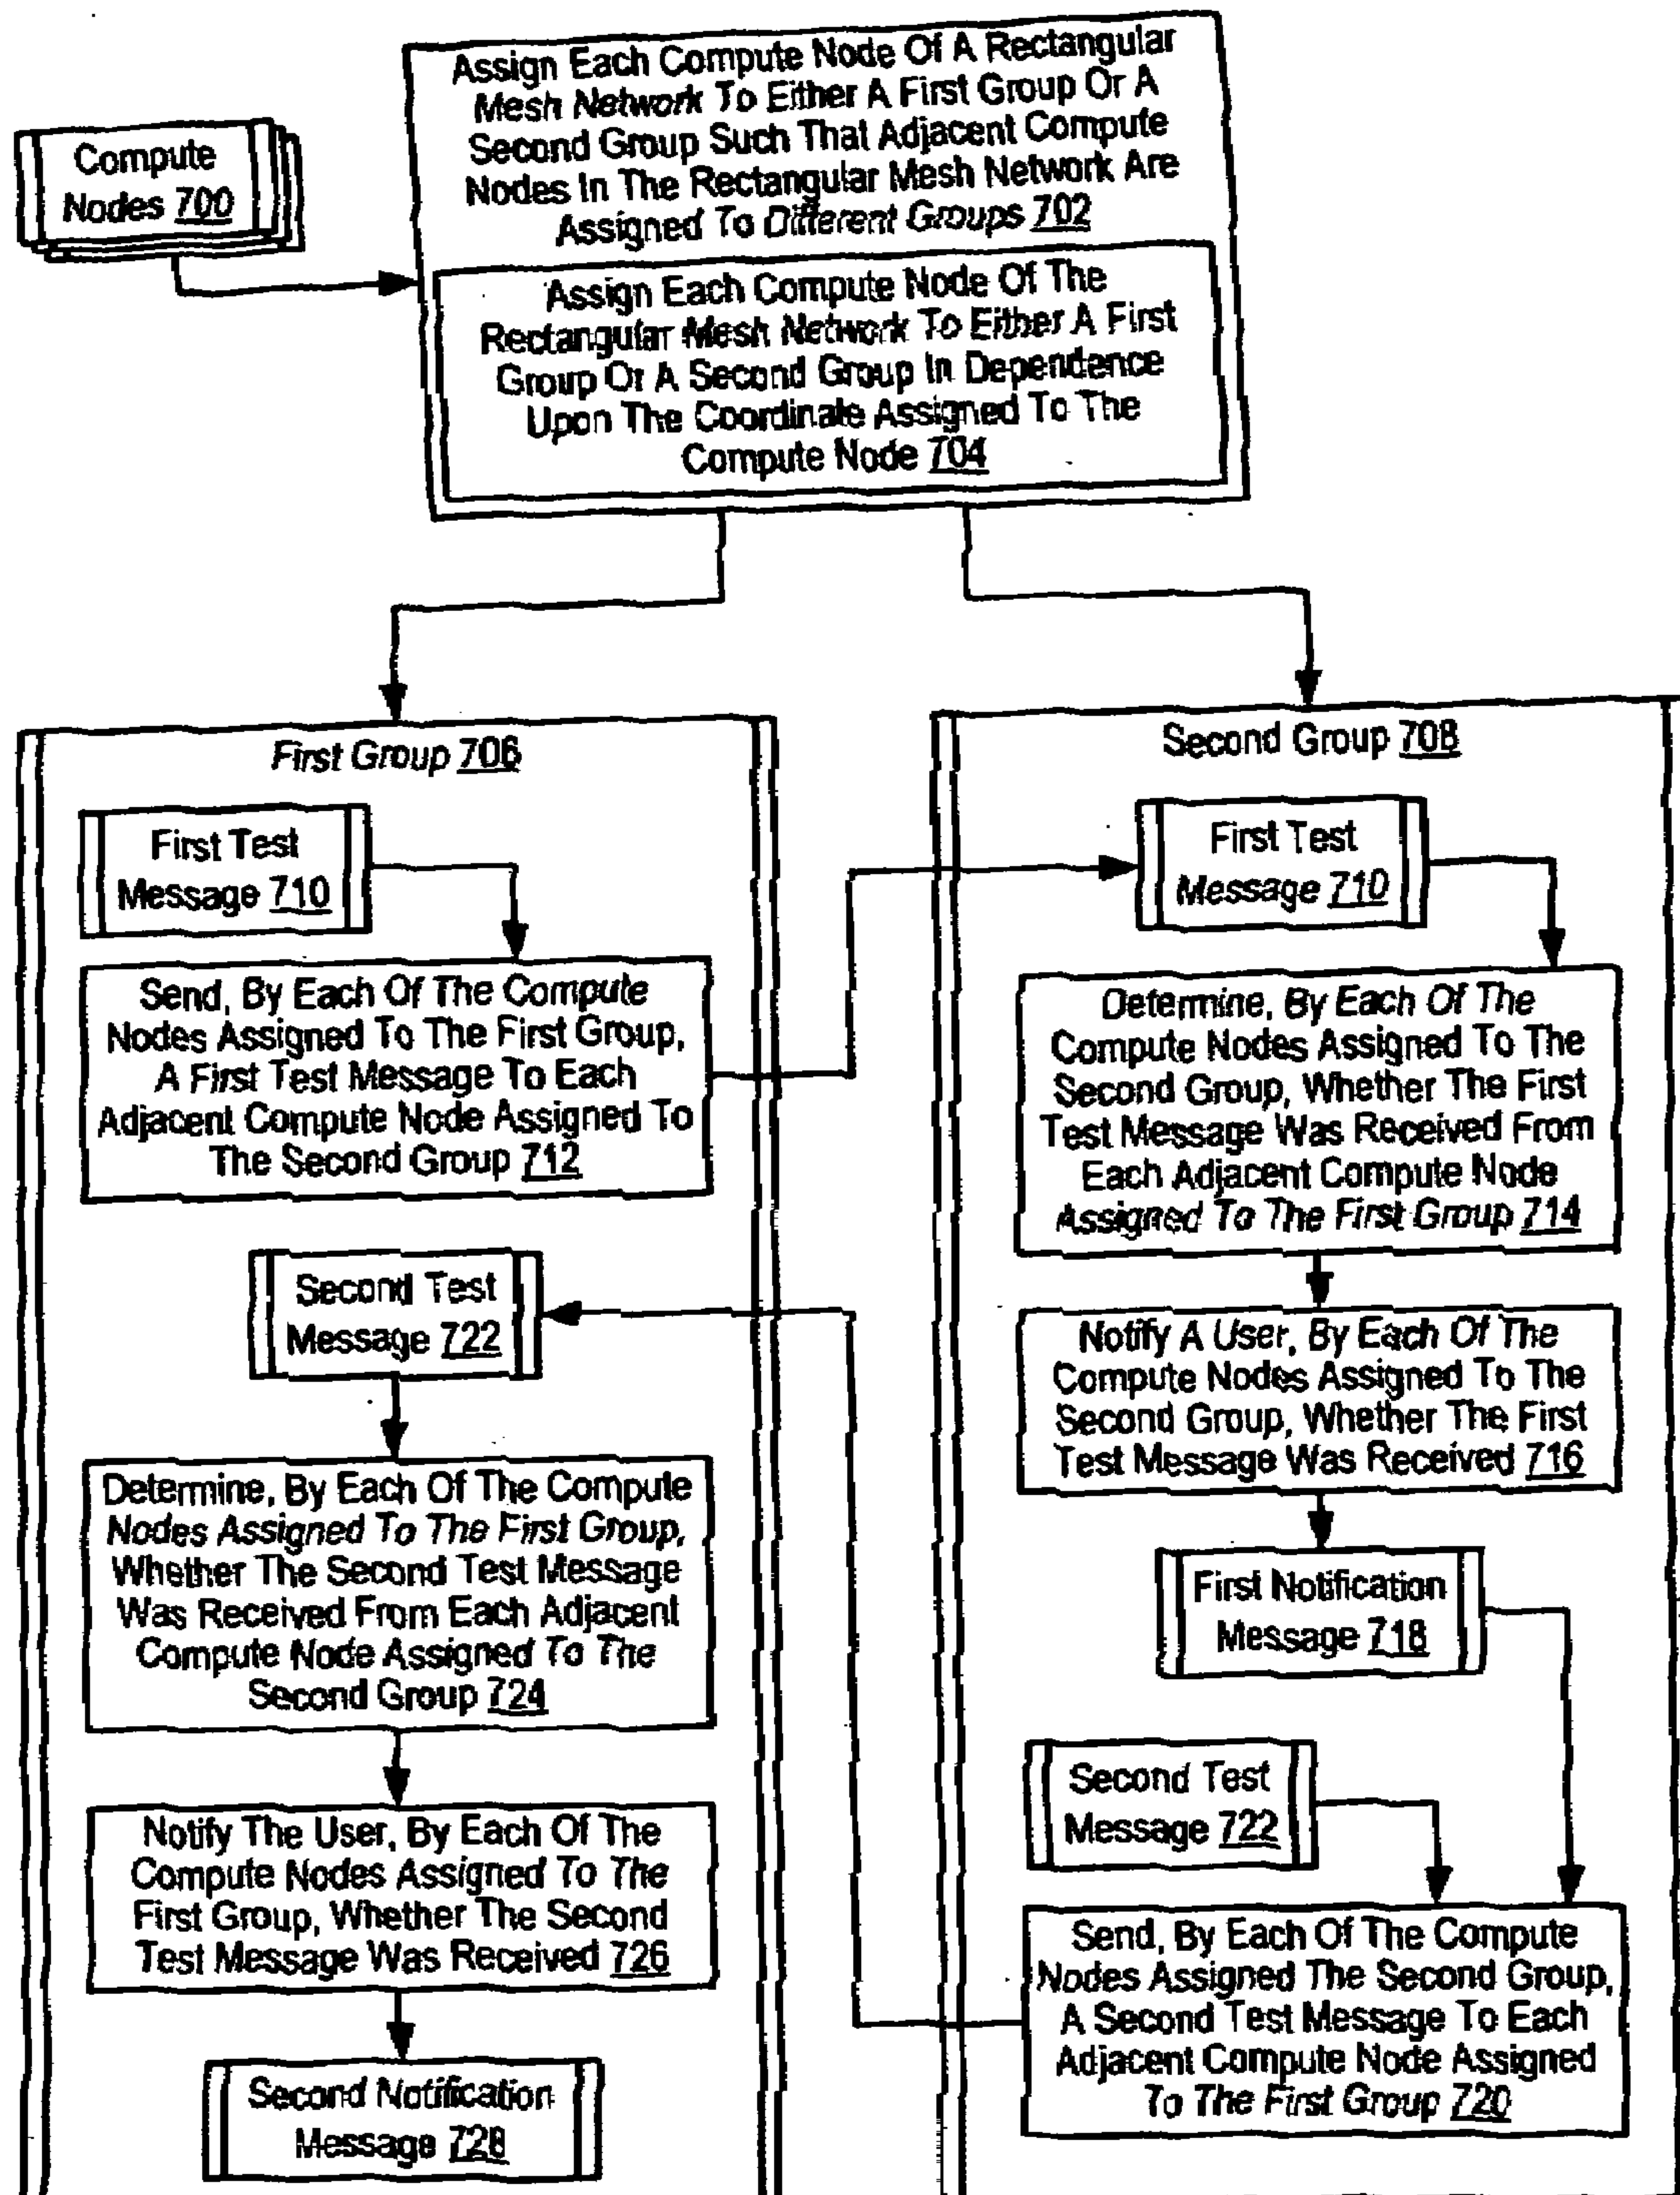 Assign Each Compute Node Of A Rectangular
Mesh Network To Either A First Group Or A
Second Group Such That Adjacent Compute
Nodes In The Rectangular Mesh Network Are
Assigned To Different Groups 702
Compute
Nodes 700
Assign Each Compute Node Of The
Rectangular Mesh Network To Either A First
Group Or A Second Group In Dependence
Upon The Coordinate Assigned To The
Compute Node 704
First Group 706
First Test
Message 710
Send, By Each Of The Compute
Nodes Assigned To The First Group,
A First Test Message To Each
Adjacent Compute Node Assigned To
The Second Group 712
Second Test
Message 722
Determine, By Each Of The Compute
Nodes Assigned To The First Group,
Whether The Second Test Message
Was Received From Each Adjacent
Compute Node Assigned To The
Second Group 724
Notify The User, By Each Of The
Compute Nodes Assigned To The
First Group, Whether The Second
Test Message Was Received 726
Second Notification
Message 728
Second Group 708
First Test
Message 710
Determine, By Each Of The
Compute Nodes Assigned To The
Second Group, Whether The First
Test Message Was Received From
Each Adjacent Compute Node
Assigned To The First Group 714
Notify A User, By Each Of The
Compute Nodes Assigned To The
Second Group, Whether The First
Test Message Was Received 716
First Notification
Message 718
Second Test
Message 722
Send, By Each Of The Compute
Nodes Assigned The Second Group,
A Second Test Message To Each
Adjacent Compute Node Assigned
To The First Group 720